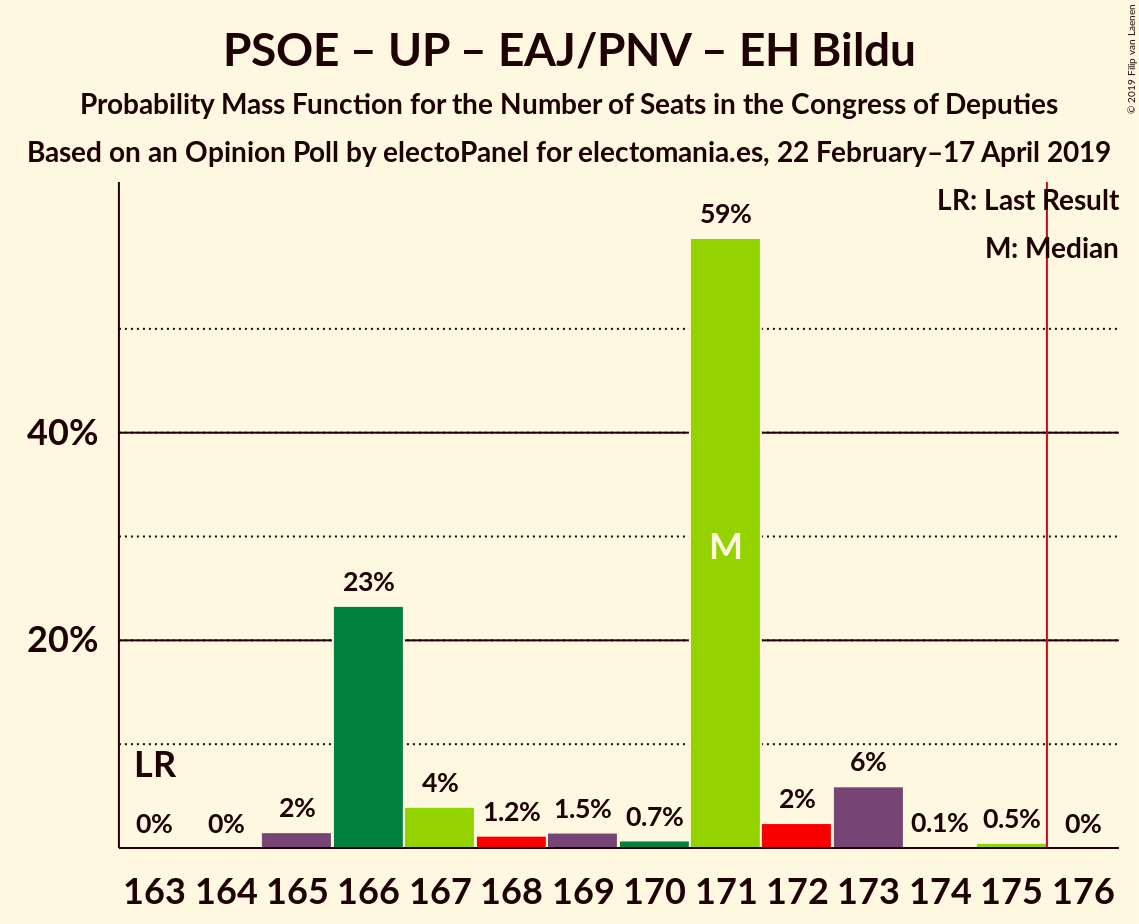 PSOE – UP – EAJ/PNV – EH Bildu
Probability Mass Function for the Number of Seats in the Congress of Deputies
Based on an Opinion Poll by electoPanel for electomania.es, 22 February–17 April 2019
© 2019 Filip van Laenen
LR: Last Result
M: Median
59%
40%
M
23%
20%
LR
0% 0% 2% 4% 1.2% 1.5% 0.7% 2% 6% 0.1% 0.5% 0%
163 164 165 166 167 168 169 170 171 172 173 174 175 176